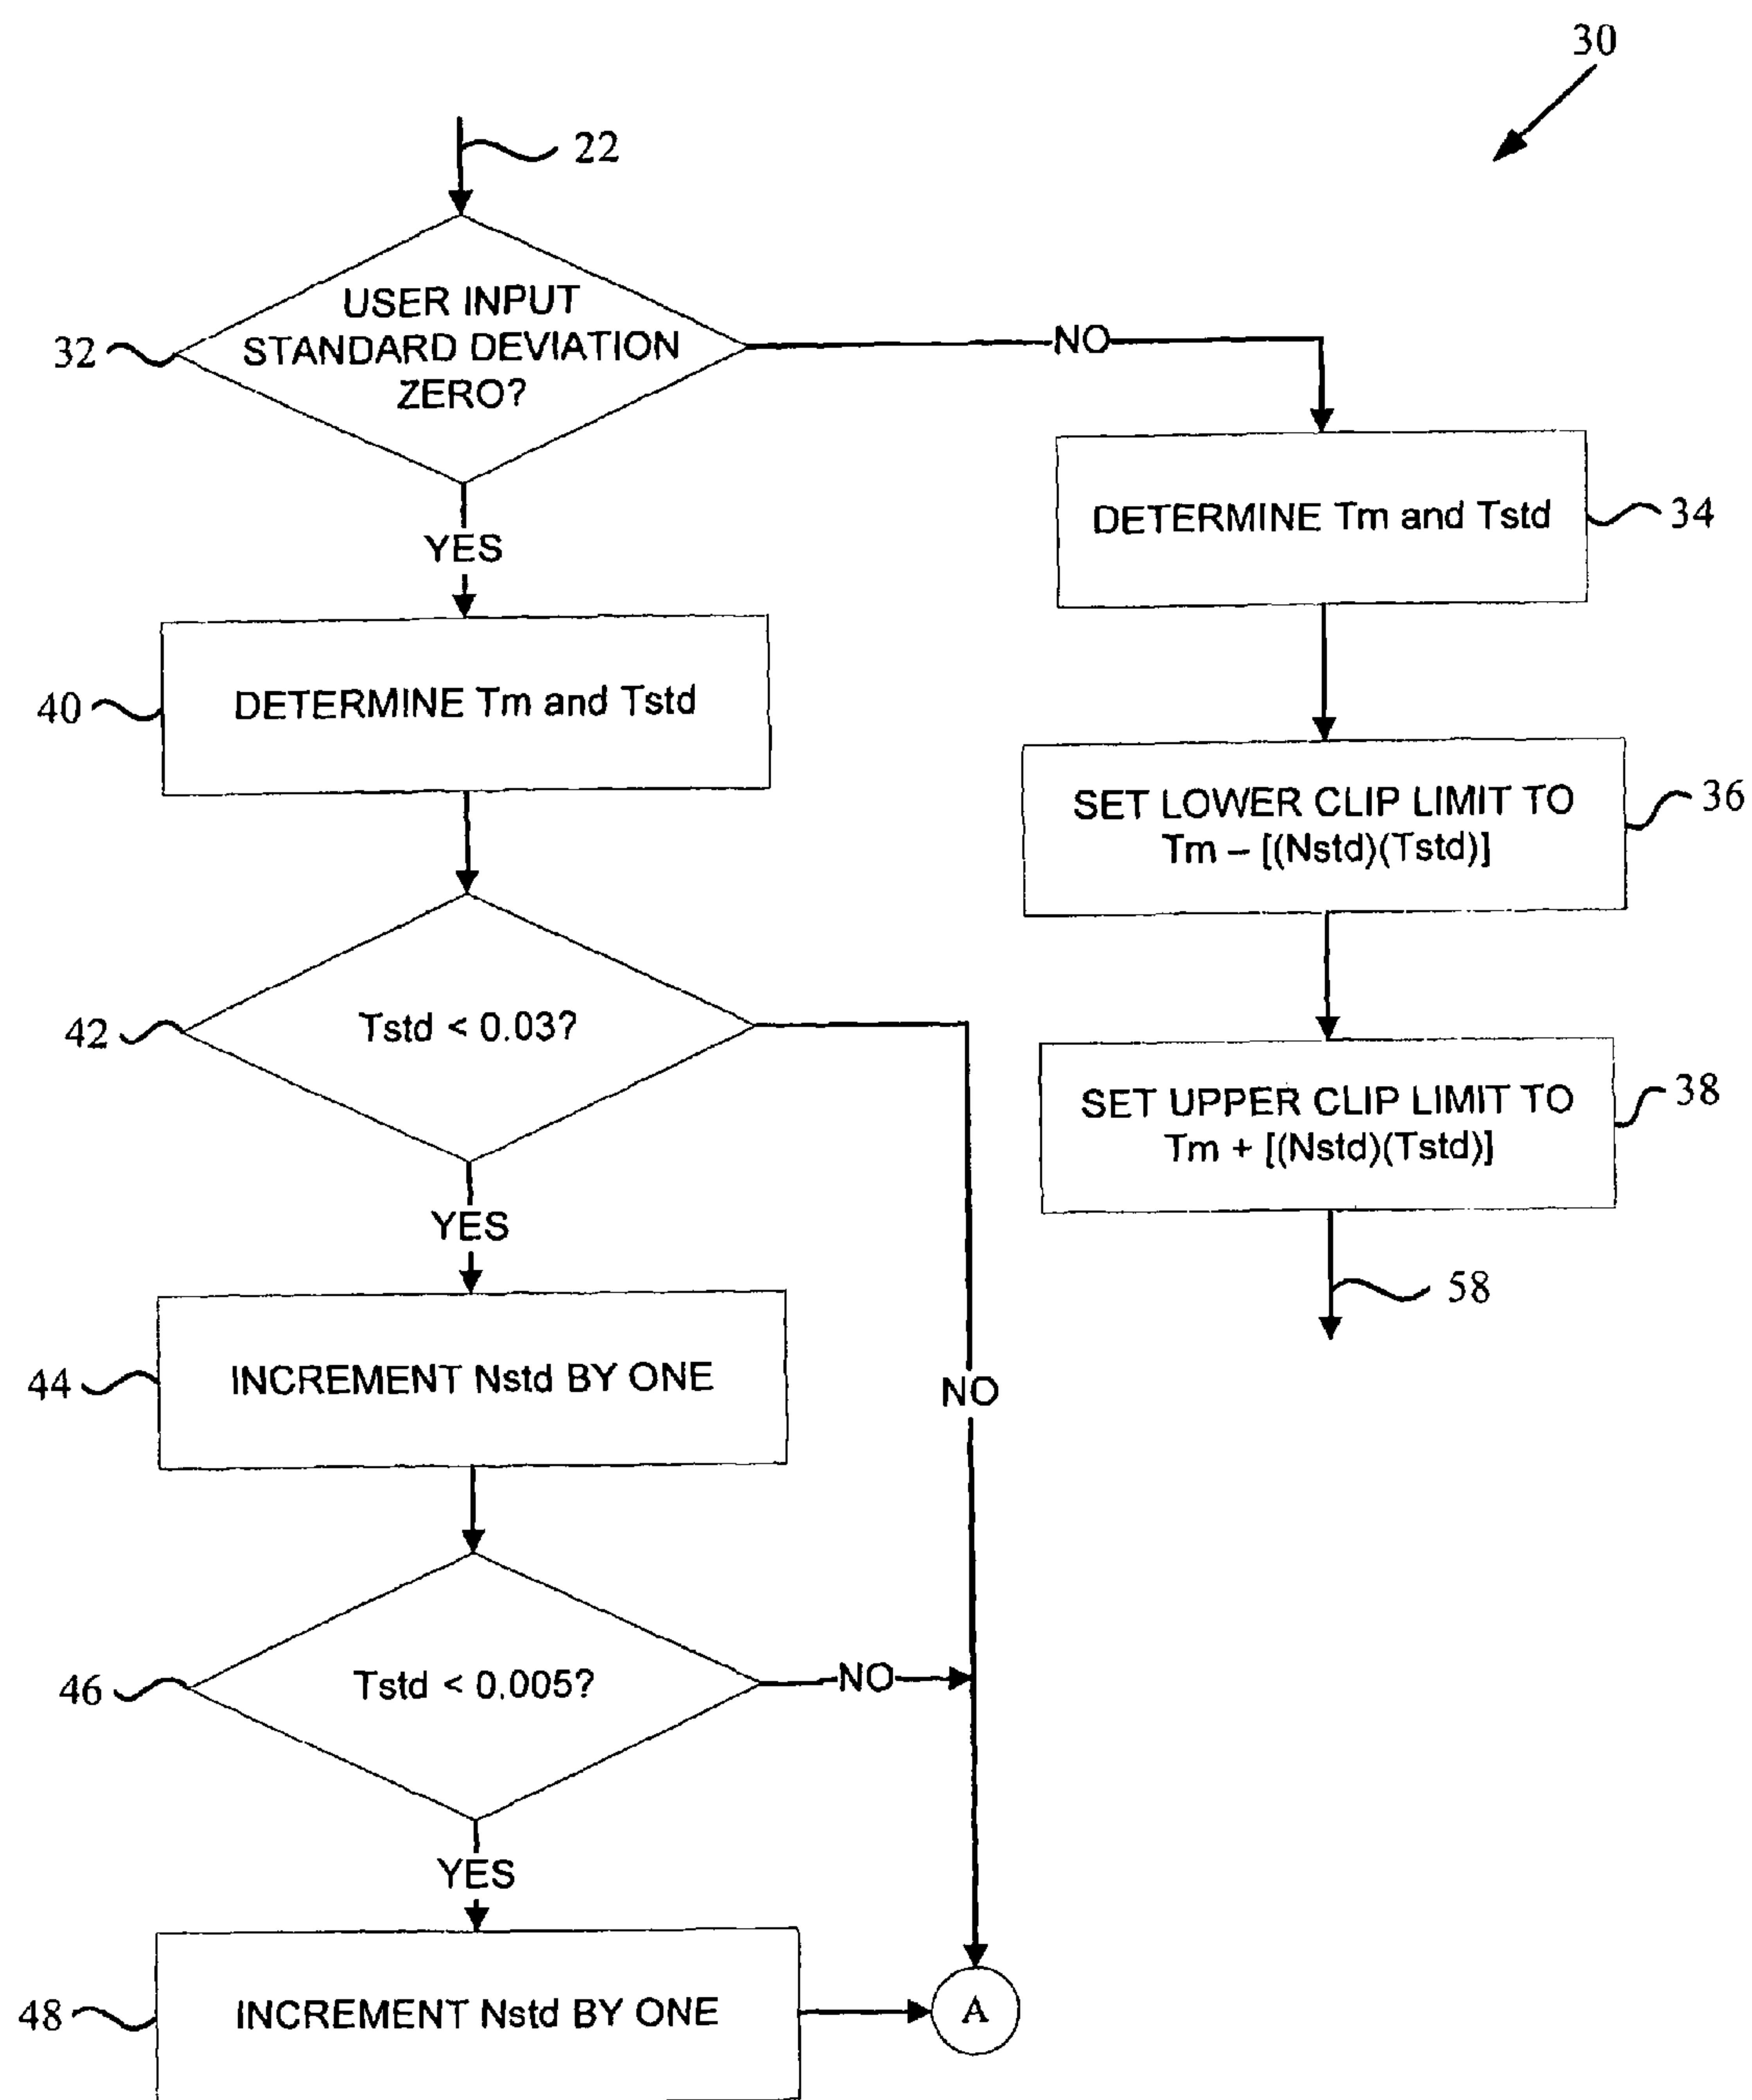 30
22
USER INPUT
STANDARD DEVIATION
ZERO?
32
NO
YES
DETERMINE Tm and Tstd
34
DETERMINE Tm and Tstd
40
SET LOWER CLIP LIMIT TO
Tm – [(Nstd)(Tstd)]
36
Tstd < 0.03?
42
SET UPPER CLIP LIMIT TO
Tm + [(Nstd)(Tstd)]
38
YES
58
INCREMENT Nstd BY ONE
44
NO
Tstd < 0.005?
46
NO
YES
INCREMENT Nstd BY ONE
48
A